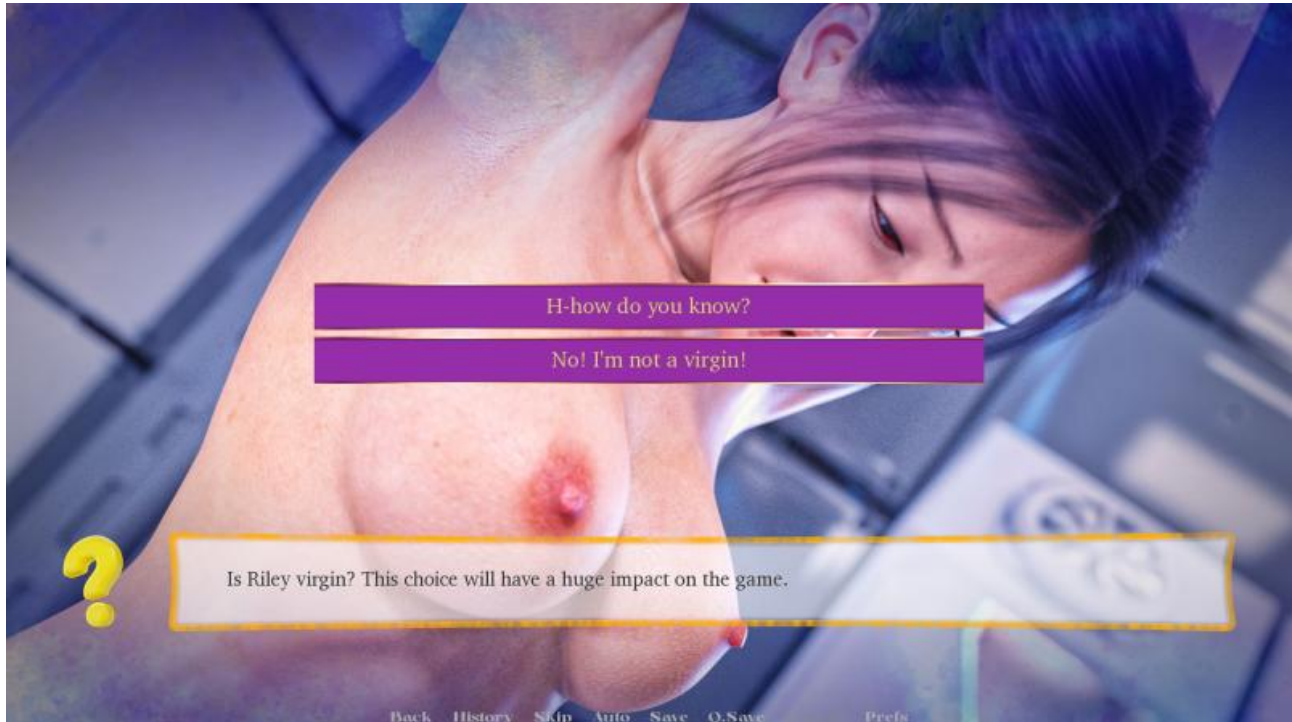 H-how do you know?
No! I'm not a virgin!
Is Riley virgin? This choice will have a huge impact on the game.
Back History Skip Auto Save Q.Save Prefs